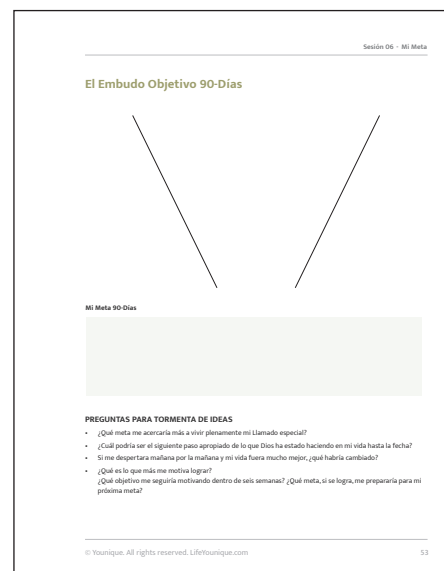 Sesión 06 - Mi Meta
El Embudo Objetivo 90-Días
Mi Meta 90-Días
PREGUNTAS PARA TORMENTA DE IDEAS
• ¿Qué meta me acercaría más a vivir plenamente mi Llamado especial?
• ¿Cuál podría ser el siguiente paso apropiado de lo que Dios ha estado haciendo en mi vida hasta la fecha?
• Si me despertara mañana por la mañana y mi vida fuera mucho mejor, ¿qué habría cambiado?
• ¿Qué es lo que más me motiva lograr?
¿Qué objetivo me seguiría motivando dentro de seis semanas? ¿Qué meta, si se logra, me prepararía para mi
próxima meta?
© Younique. All rights reserved. LifeYounique.com
53